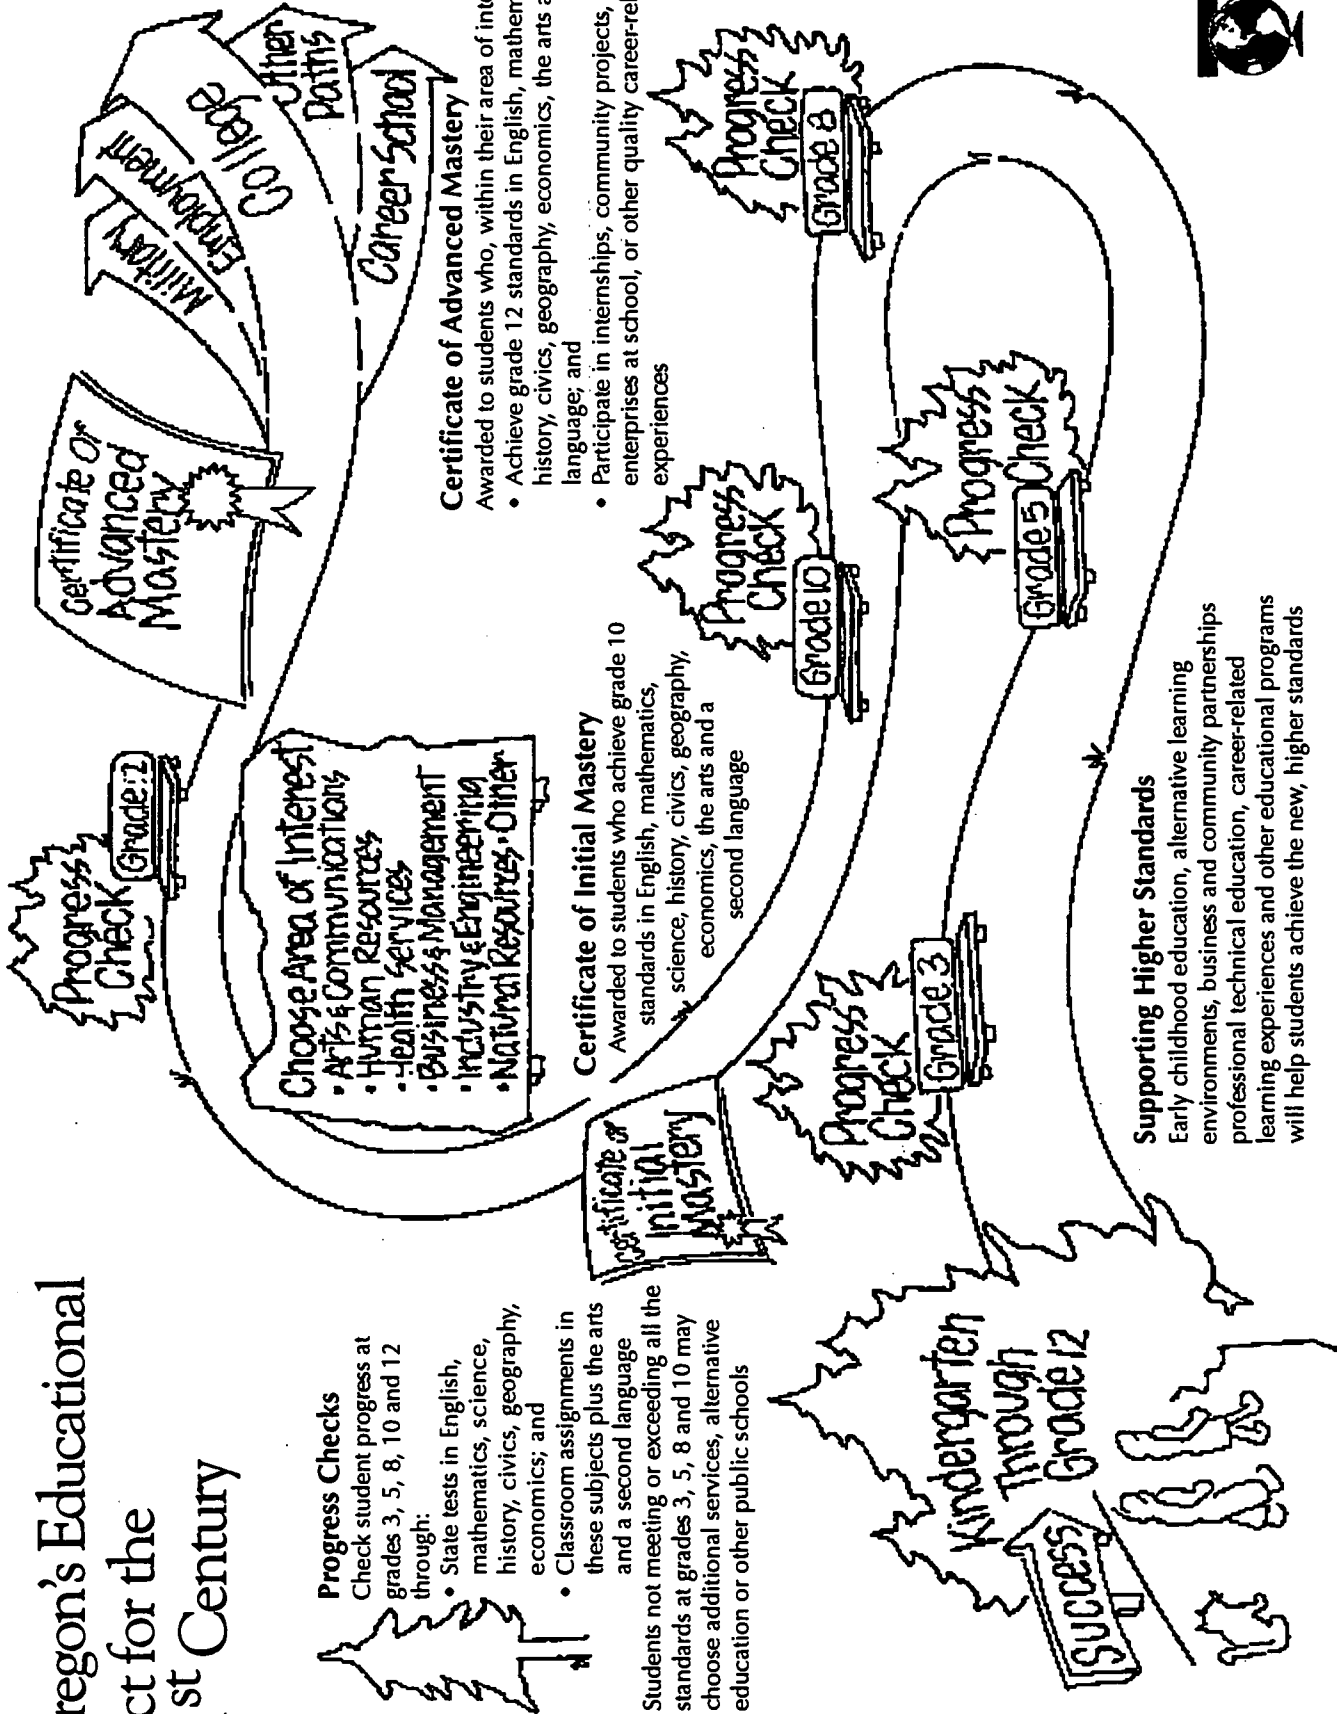 regon's Educational
ct for the
st Century
Progress Checks
Check student progress at
grades 3, 5, 8, 10 and 12
through:
• State tests in English,
mathematics, science,
history, civics, geography,
economics; and
• Classroom assignments in
these subjects plus the arts
and a second language
Students not meeting or exceeding all the
standards at grades 3, 5, 8 and 10 may
choose additional services, alternative
education or other public schools
Kindergarten
Through
Grade 12
SUCCESS
Progress
Check
Grade 3
Progress
Check
Grade 5
Progress
Check
Grade 8
Progress
Check
Grade 10
Certificate of
Initial
Mastery
Certificate of Initial Mastery
Awarded to students who achieve grade 10
standards in English, mathematics,
science, history, civics, geography,
economics, the arts and a
second language
Choose Area of Interest
• Arts & Communications
• Human Resources
• Health Services
• Business & Management
• Industry & Engineering
• Natural Resources • Other
Progress
Check
Grade 12
Certificate of
Advanced
Mastery
Military
Employment
College
Other
Paths
Career School
Certificate of Advanced Mastery
Awarded to students who, within their area of inte
• Achieve grade 12 standards in English, mathem
history, civics, geography, economics, the arts a
language; and
• Participate in internships, community projects,
enterprises at school, or other quality career-rel
experiences
Supporting Higher Standards
Early childhood education, alternative learning
environments, business and community partnerships
professional technical education, career-related
learning experiences and other educational programs
will help students achieve the new, higher standards